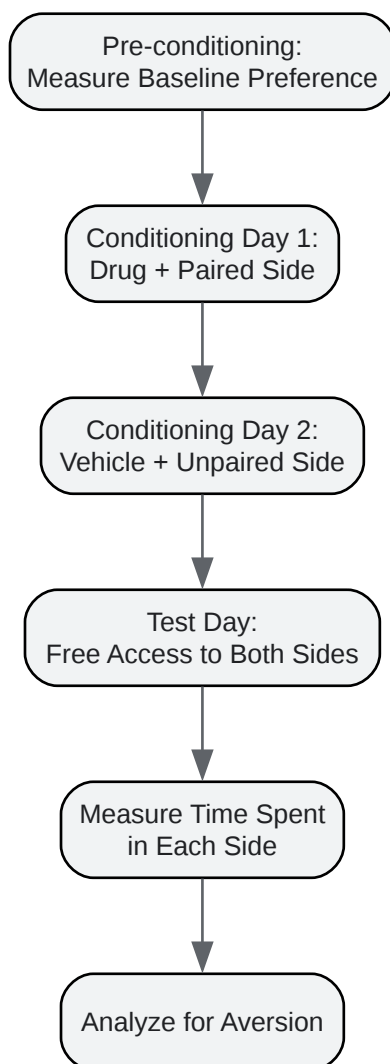 Pre-conditioning:
Measure Baseline Preference
Conditioning Day 1:
Drug + Paired Side
Conditioning Day 2:
Vehicle + Unpaired Side
Test Day:
Free Access to Both Sides
Measure Time Spent
in Each Side
Analyze for Aversion